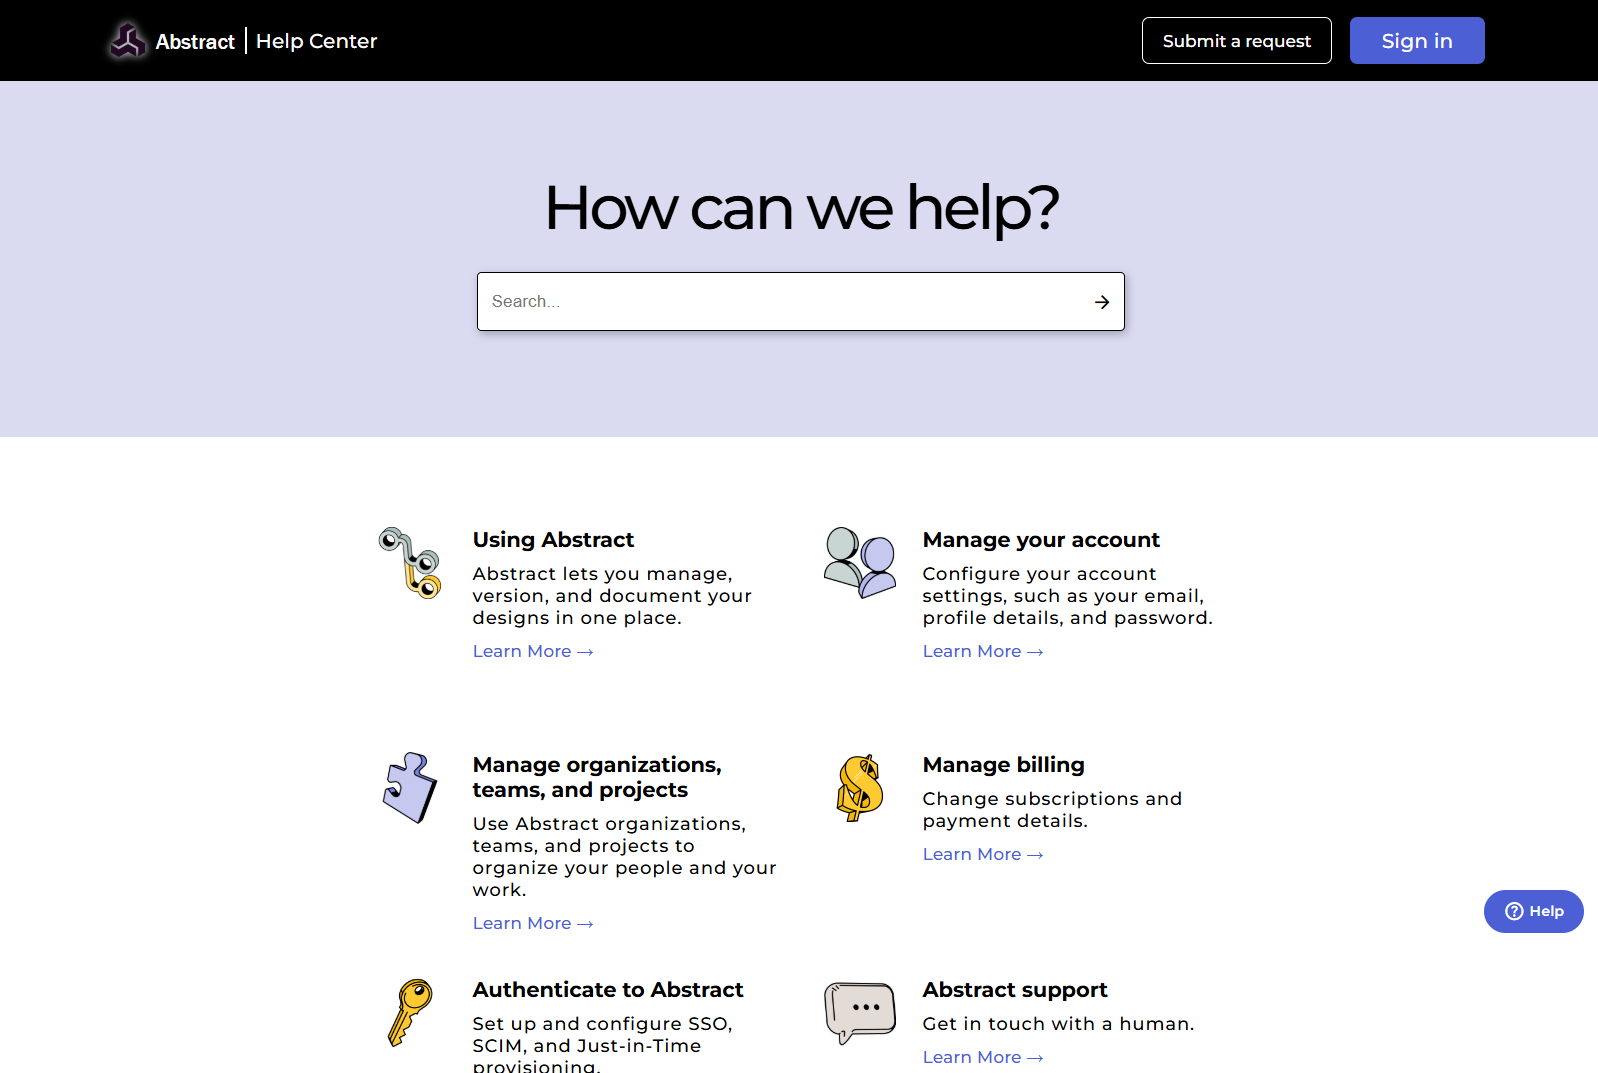 Abstract | Help Center
Submit a request
Sign in
How can we help?
Search...
Using Abstract
Abstract lets you manage,
version, and document your
designs in one place.
Learn More →
Manage your account
Configure your account
settings, such as your email,
profile details, and password.
Learn More →
Manage organizations,
teams, and projects
Use Abstract organizations,
teams, and projects to
organize your people and your
work.
Learn More →
Manage billing
Change subscriptions and
payment details.
Learn More →
Help
Authenticate to Abstract
Set up and configure SSO,
SCIM, and Just-in-Time
provisioning.
Abstract support
Get in touch with a human.
Learn More →